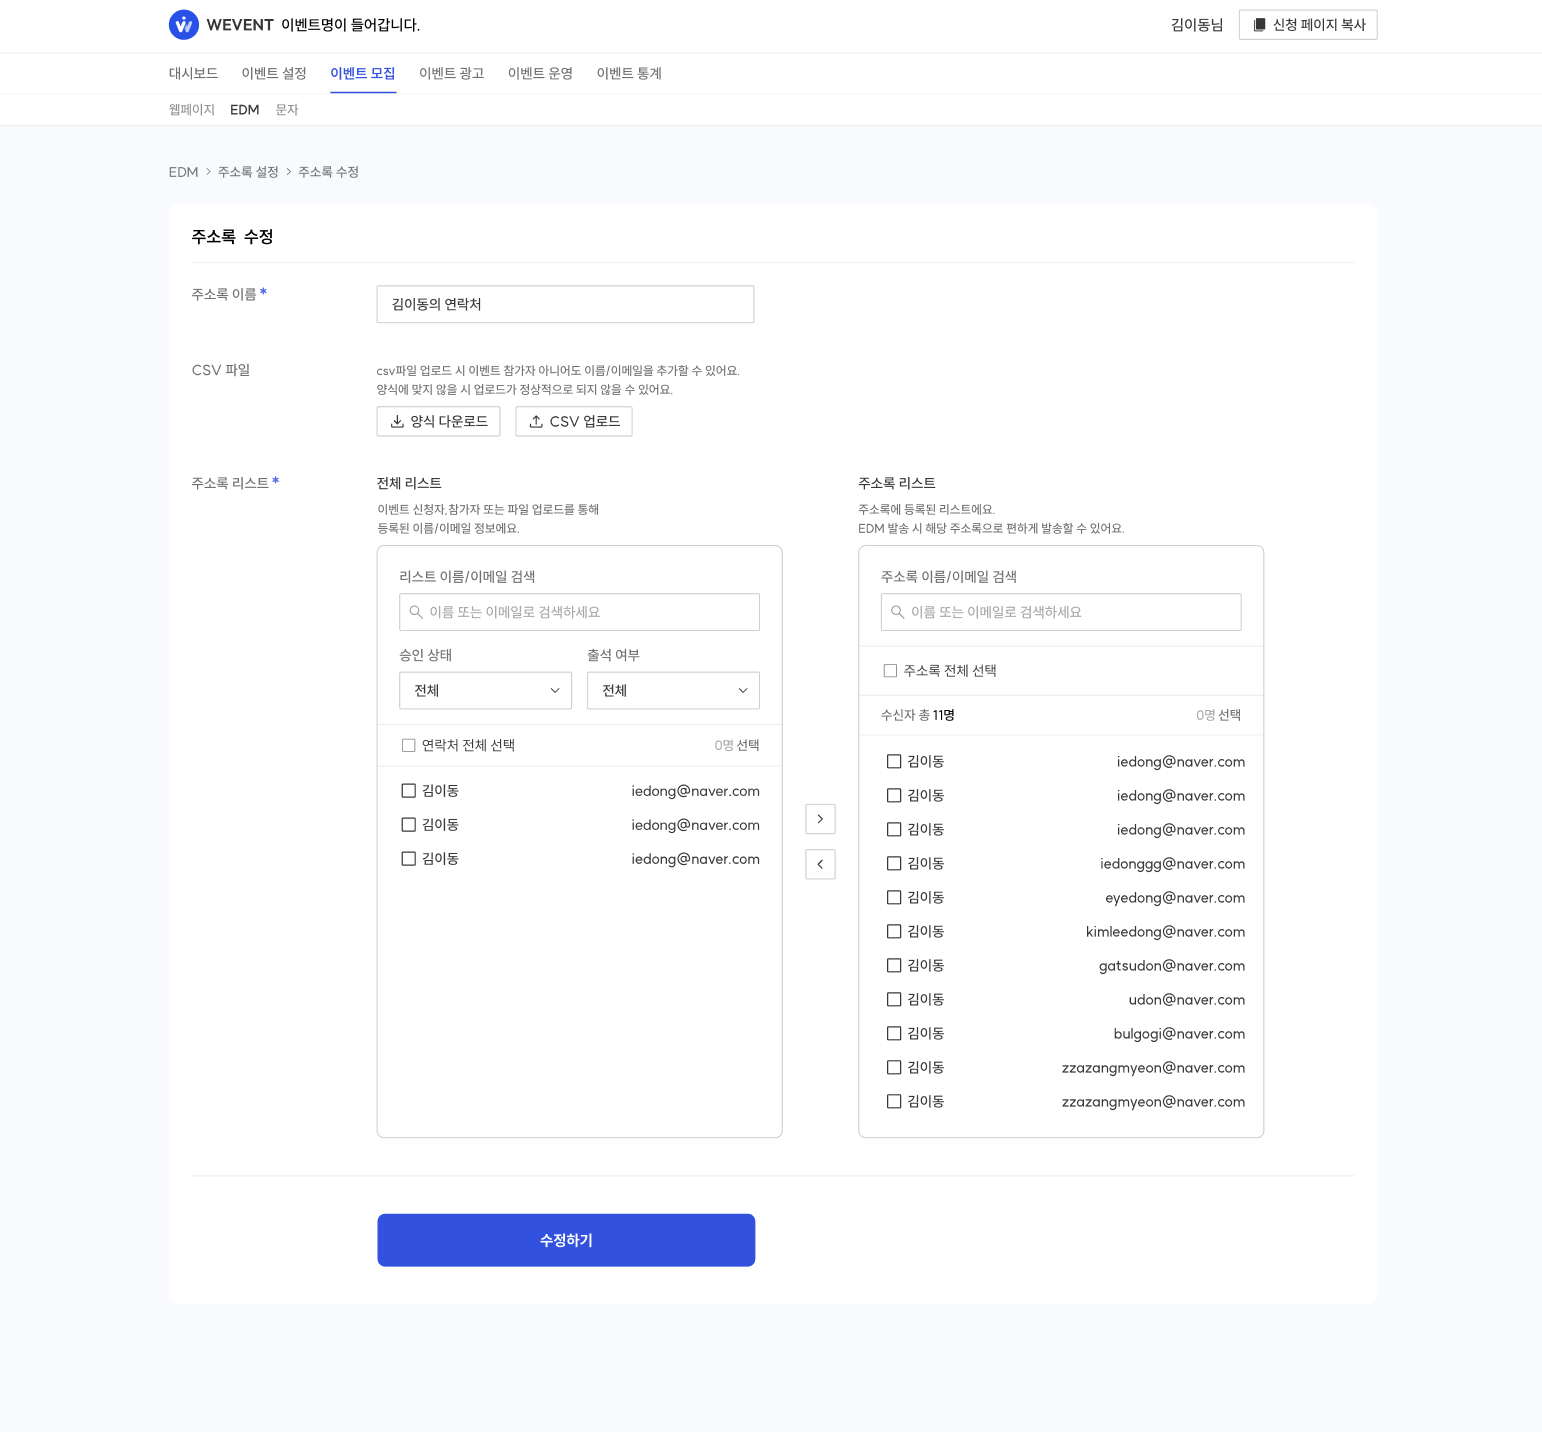 WEVENT 이벤트명이 들어갑니다.
김이동님
신청 페이지 복사
대시보드 이벤트 설정 이벤트 모집 이벤트 광고 이벤트 운영 이벤트 통계
웹페이지 EDM 문자
EDM > 주소록 설정 > 주소록 수정
주소록 수정
주소록 이름 *
김이동의 연락처
CSV 파일
csv파일 업로드 시 이벤트 참가자 아니어도 이름/이메일을 추가할 수 있어요.
양식에 맞지 않을 시 업로드가 정상적으로 되지 않을 수 있어요.
양식 다운로드
CSV 업로드
주소록 리스트 *
전체 리스트
이벤트 신청자,참가자 또는 파일 업로드를 통해
등록된 이름/이메일 정보에요.
리스트 이름/이메일 검색
이름 또는 이메일로 검색하세요
승인 상태 출석 여부
전체 전체
연락처 전체 선택 0명 선택
김이동 iedong@naver.com
김이동 iedong@naver.com
김이동 iedong@naver.com
주소록 리스트
주소록에 등록된 리스트에요.
EDM 발송 시 해당 주소록으로 편하게 발송할 수 있어요.
주소록 이름/이메일 검색
이름 또는 이메일로 검색하세요
주소록 전체 선택
수신자 총 11명 0명 선택
김이동 iedong@naver.com
김이동 iedong@naver.com
김이동 iedong@naver.com
김이동 iedonggg@naver.com
김이동 eyedong@naver.com
김이동 kimleedong@naver.com
김이동 gatsudon@naver.com
김이동 udon@naver.com
김이동 bulgogi@naver.com
김이동 zzazangmyeon@naver.com
김이동 zzazangmyeon@naver.com
수정하기